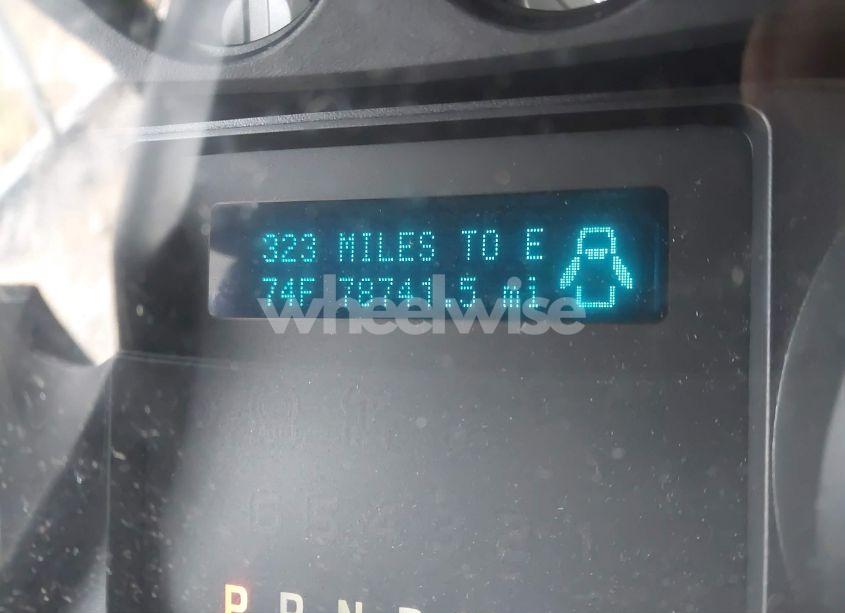 323 MILES TO E
74F 78741.5 mi
wheelwise
P R N D